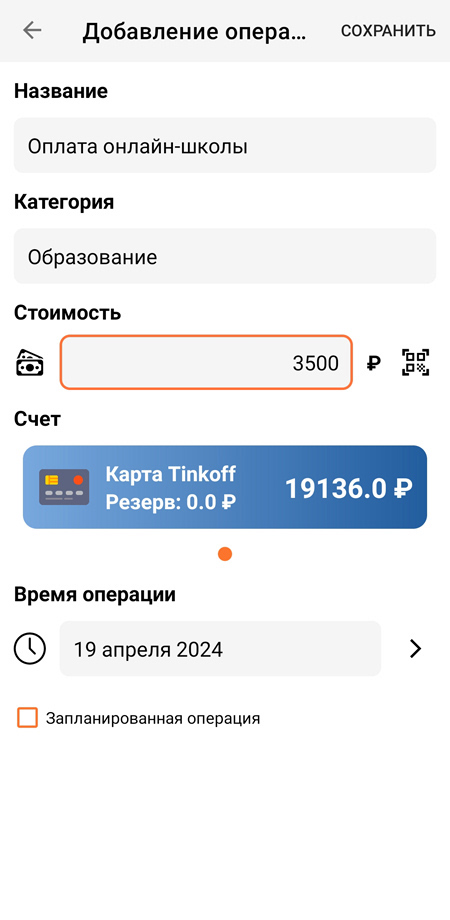 Добавление опера...
СОХРАНИТЬ
Название
Оплата онлайн-школы
Категория
Образование
Стоимость
3500 ₽
Счет
Карта Tinkoff
Резерв: 0.0 ₽
19136.0 ₽
Время операции
19 апреля 2024
Запланированная операция